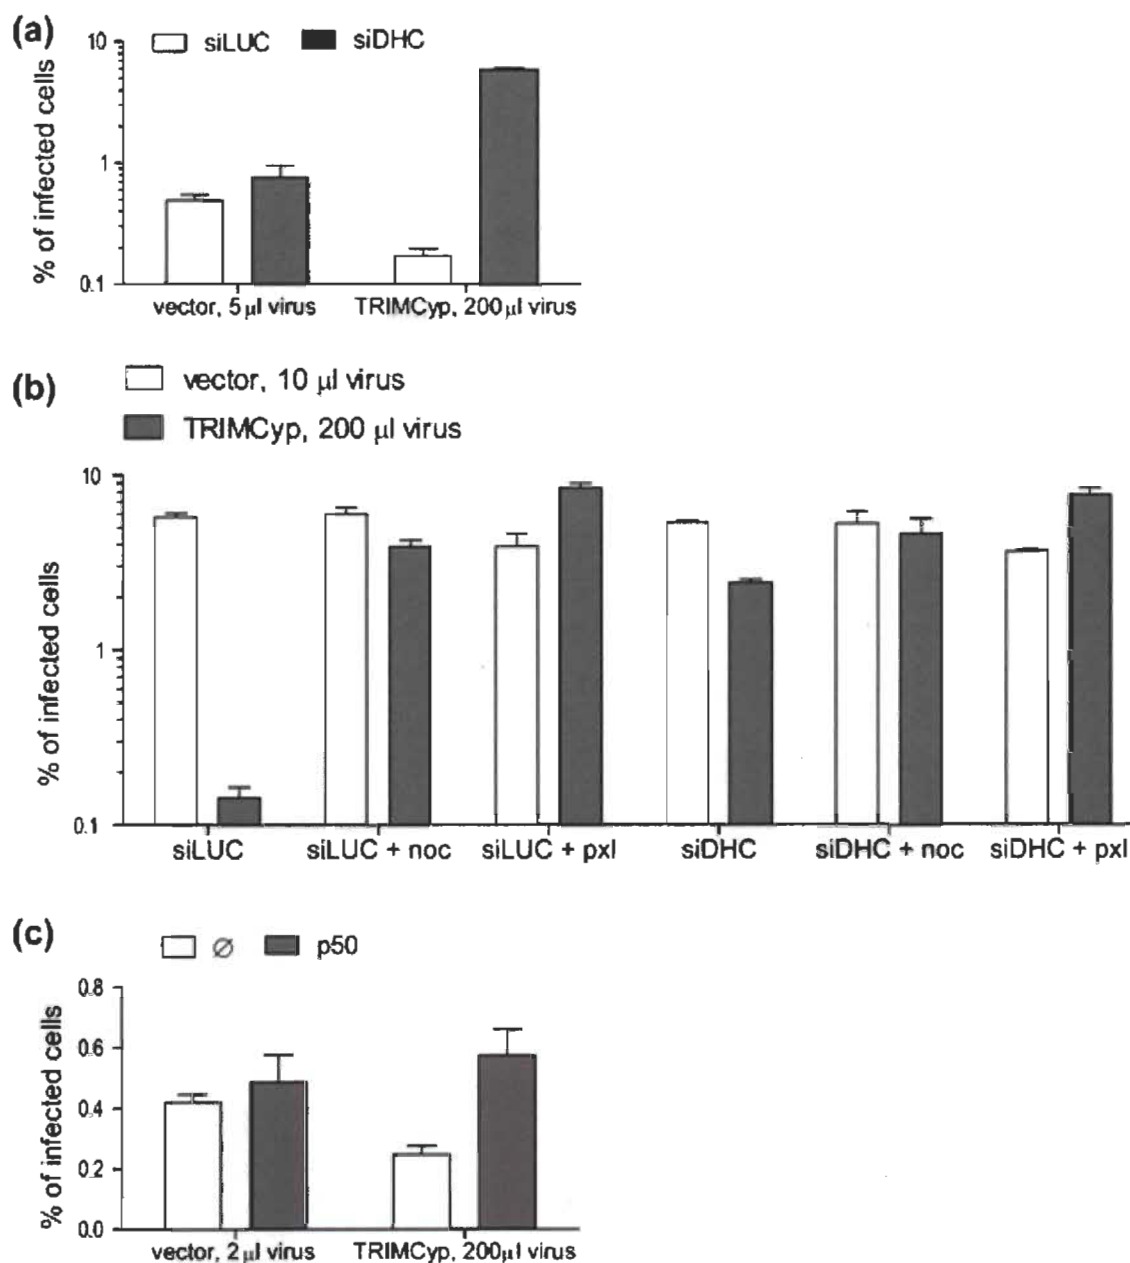 (a)
siLUC siDHC
% of infected cells
10
1
0.1
vector, 5 µl virus TRIMCyp, 200 µl virus
(b)
vector, 10 µl virus
TRIMCyp, 200 µl virus
% of infected cells
10
1
0.1
siLUC siLUC + noc siLUC + pxl siDHC siDHC + noc siDHC + pxl
(c)
∅ p50
% of infected cells
0.8
0.6
0.4
0.2
0.0
vector, 2 µl virus TRIMCyp, 200 µl virus